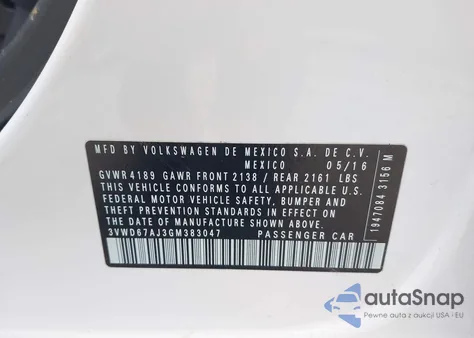 MFD BY VOLKSWAGEN DE MEXICO S.A. DE C.V.
MEXICO 05/16
GVWR 4189 GAWR FRONT 2138 / REAR 2161 LBS
THIS VEHICLE CONFORMS TO ALL APPLICABLE
FEDERAL MOTOR VEHICLE SAFETY, BUMPER AND
THEFT PREVENTION STANDARDS IN EFFECT ON
THE DATE OF MANUFACTURE SHOWN ABOVE.
3VWD67AJ3GM383047 PASSENGER CAR
1947084 3156 M
autoSnap
Pewne auta z aukcji USA i EU